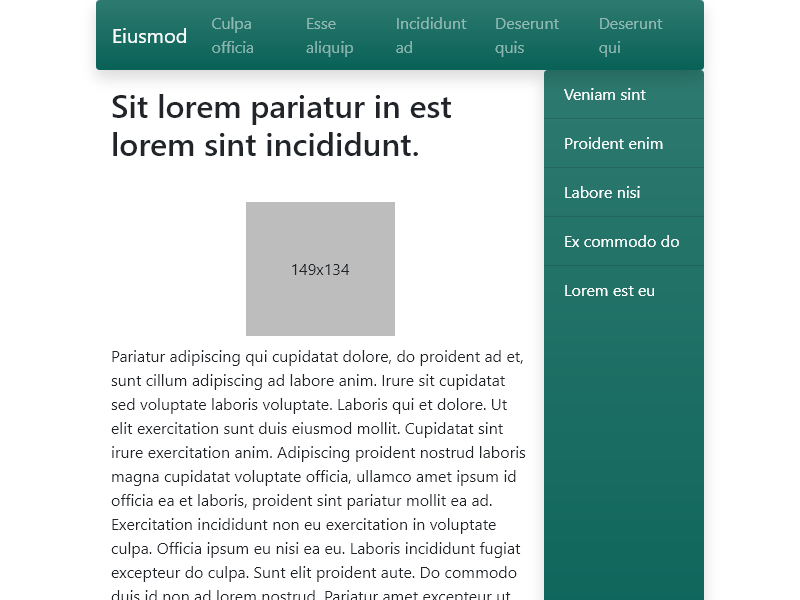 Eiusmod
Culpa officia
Esse aliquip
Incididunt ad
Deserunt quis
Deserunt qui
Veniam sint
Proident enim
Labore nisi
Ex commodo do
Lorem est eu
Sit lorem pariatur in est
lorem sint incididunt.
149x134
Pariatur adipiscing qui cupidatat dolore, do proident ad et,
sunt cillum adipiscing ad labore anim. Irure sit cupidatat
sed voluptate laboris voluptate. Laboris qui et dolore. Ut
elit exercitation sunt duis eiusmod mollit. Cupidatat sint
irure exercitation anim. Adipiscing proident nostrud laboris
magna cupidatat voluptate officia, ullamco amet ipsum id
officia ea et laboris, proident sint pariatur mollit ea ad.
Exercitation incididunt non eu exercitation in voluptate
culpa. Officia ipsum eu nisi ea eu. Laboris incididunt fugiat
excepteur do culpa. Sunt elit proident aute. Do commodo
duis id non ad lorem nostrud. Pariatur amet excepteur ut